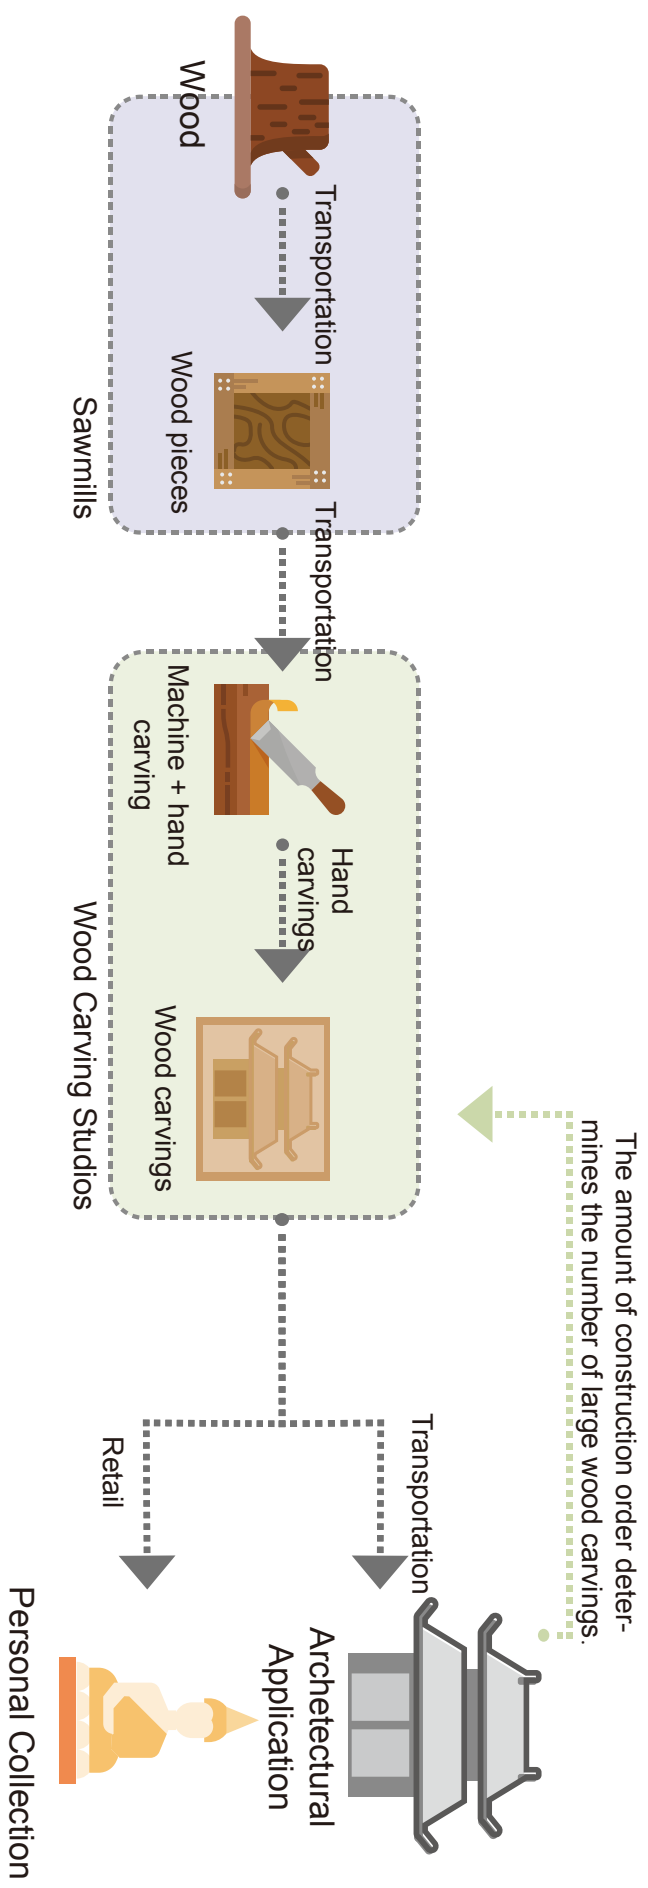 Wood
Transportation
Wood pieces
Sawmills
Transportation
Machine + hand
carving
Hand
carvings
Wood carvings
Wood Carving Studios
The amount of construction order deter-
mines the number of large wood carvings.
Transportation
Retail
Archetectural
Application
Personal Collection